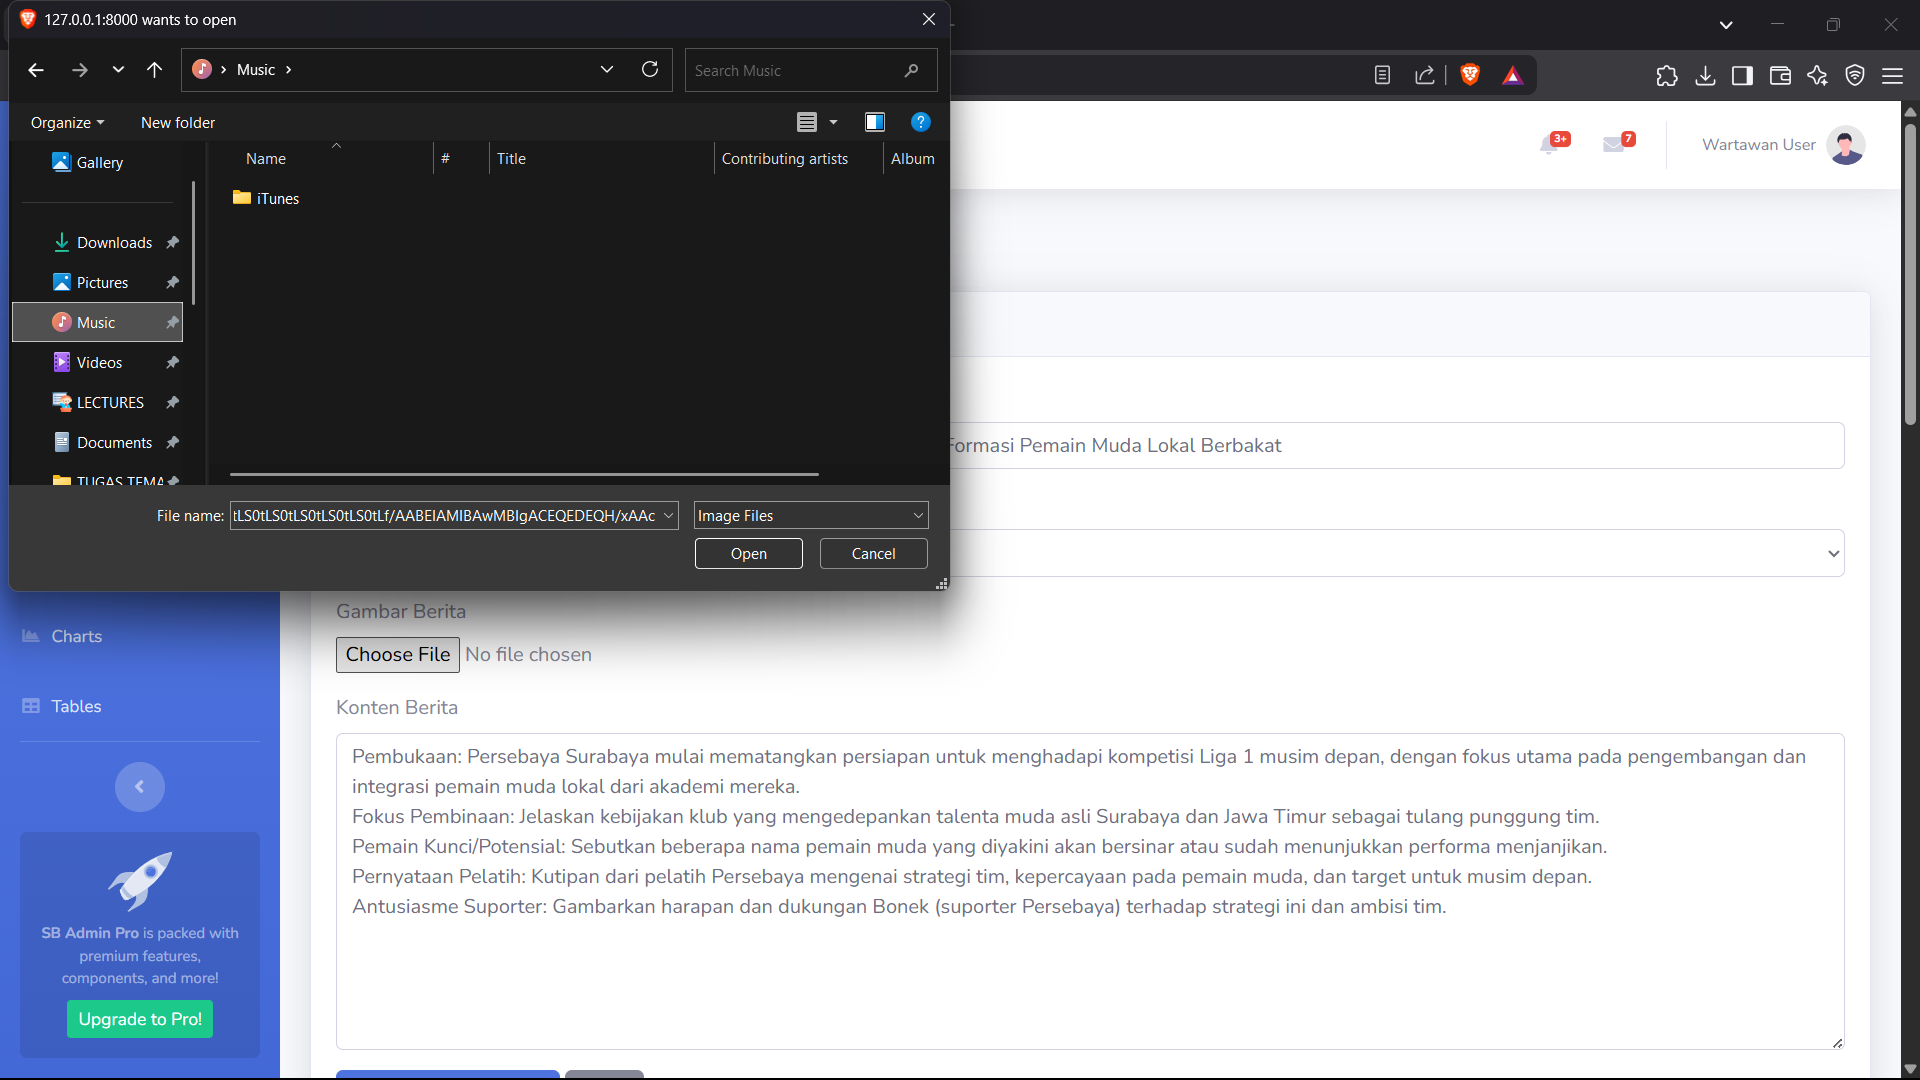 127.0.0.1:8000 wants to open
Music
Search Music
Organize
New folder
Gallery
Downloads
Pictures
Music
Videos
LECTURES
Documents
TUGAS TEMA
Name
#
Title
Contributing artists
Album
iTunes
File name:
tLS0tLS0tLS0tLS0tLS0tLf/AABEIAMIBAwMBIgACEQEDEQH/xAAc
Image Files
Open
Cancel
3+
7
Wartawan User
Formasi Pemain Muda Lokal Berbakat
Gambar Berita
Choose File No file chosen
Konten Berita
Pembukaan: Persebaya Surabaya mulai mematangkan persiapan untuk menghadapi kompetisi Liga 1 musim depan, dengan fokus utama pada pengembangan dan
integrasi pemain muda lokal dari akademi mereka.
Fokus Pembinaan: Jelaskan kebijakan klub yang mengedepankan talenta muda asli Surabaya dan Jawa Timur sebagai tulang punggung tim.
Pemain Kunci/Potensial: Sebutkan beberapa nama pemain muda yang diyakini akan bersinar atau sudah menunjukkan performa menjanjikan.
Pernyataan Pelatih: Kutipan dari pelatih Persebaya mengenai strategi tim, kepercayaan pada pemain muda, dan target untuk musim depan.
Antusiasme Suporter: Gambarkan harapan dan dukungan Bonek (suporter Persebaya) terhadap strategi ini dan ambisi tim.
Charts
Tables
SB Admin Pro is packed with
premium features,
components, and more!
Upgrade to Pro!